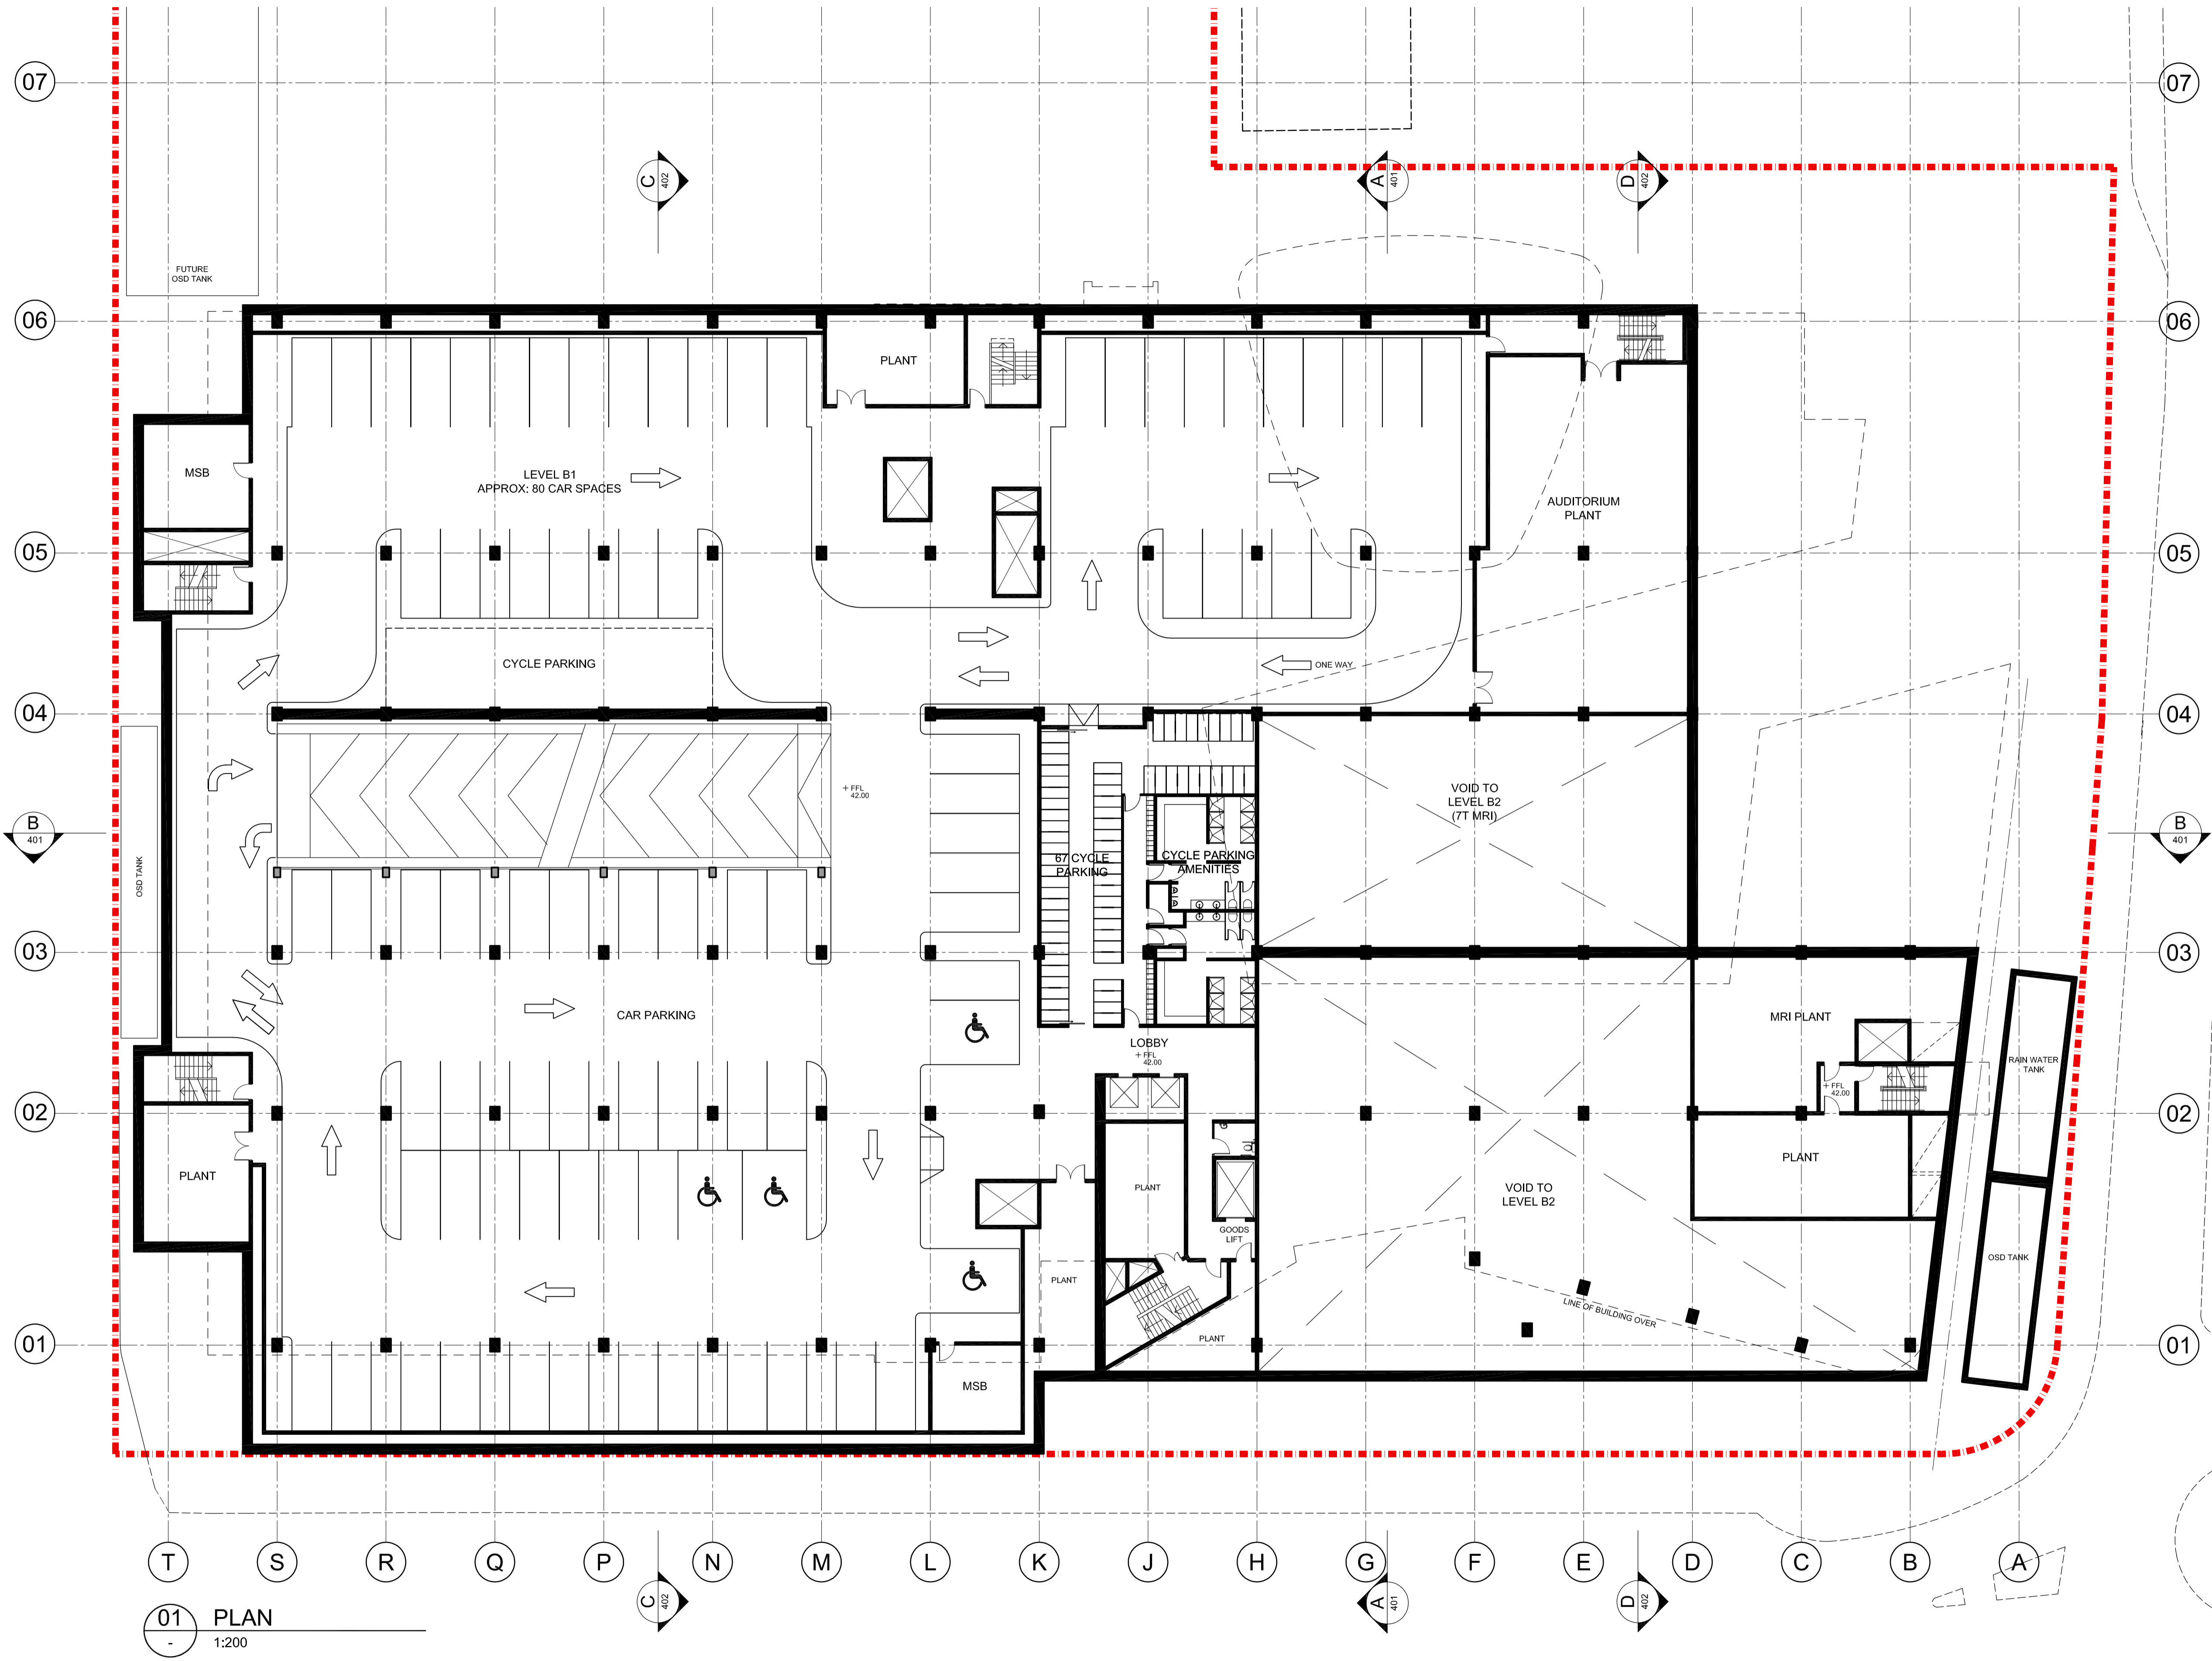 07
07
C
402
A
401
D
402
FUTURE
OSD TANK
06
06
PLANT
MSB
LEVEL B1
APPROX: 80 CAR SPACES
AUDITORIUM
PLANT
05
05
CYCLE PARKING
ONE WAY
04
04
+ FFL
42.00
VOID TO
LEVEL B2
(7T MRI)
B
401
B
401
OSD TANK
67 CYCLE
PARKING
CYCLE PARKING
AMENITIES
03
03
CAR PARKING
MRI PLANT
LOBBY
+ FFL
42.00
RAIN WATER
TANK
+ FFL
42.00
02
02
PLANT
PLANT
PLANT
VOID TO
LEVEL B2
GOODS
LIFT
OSD TANK
PLANT
LINE OF BUILDING OVER
PLANT
01
01
MSB
T
S
R
Q
P
N
M
L
K
J
H
G
F
E
D
C
B
A
C
402
A
401
D
402
01
-
PLAN
1:200